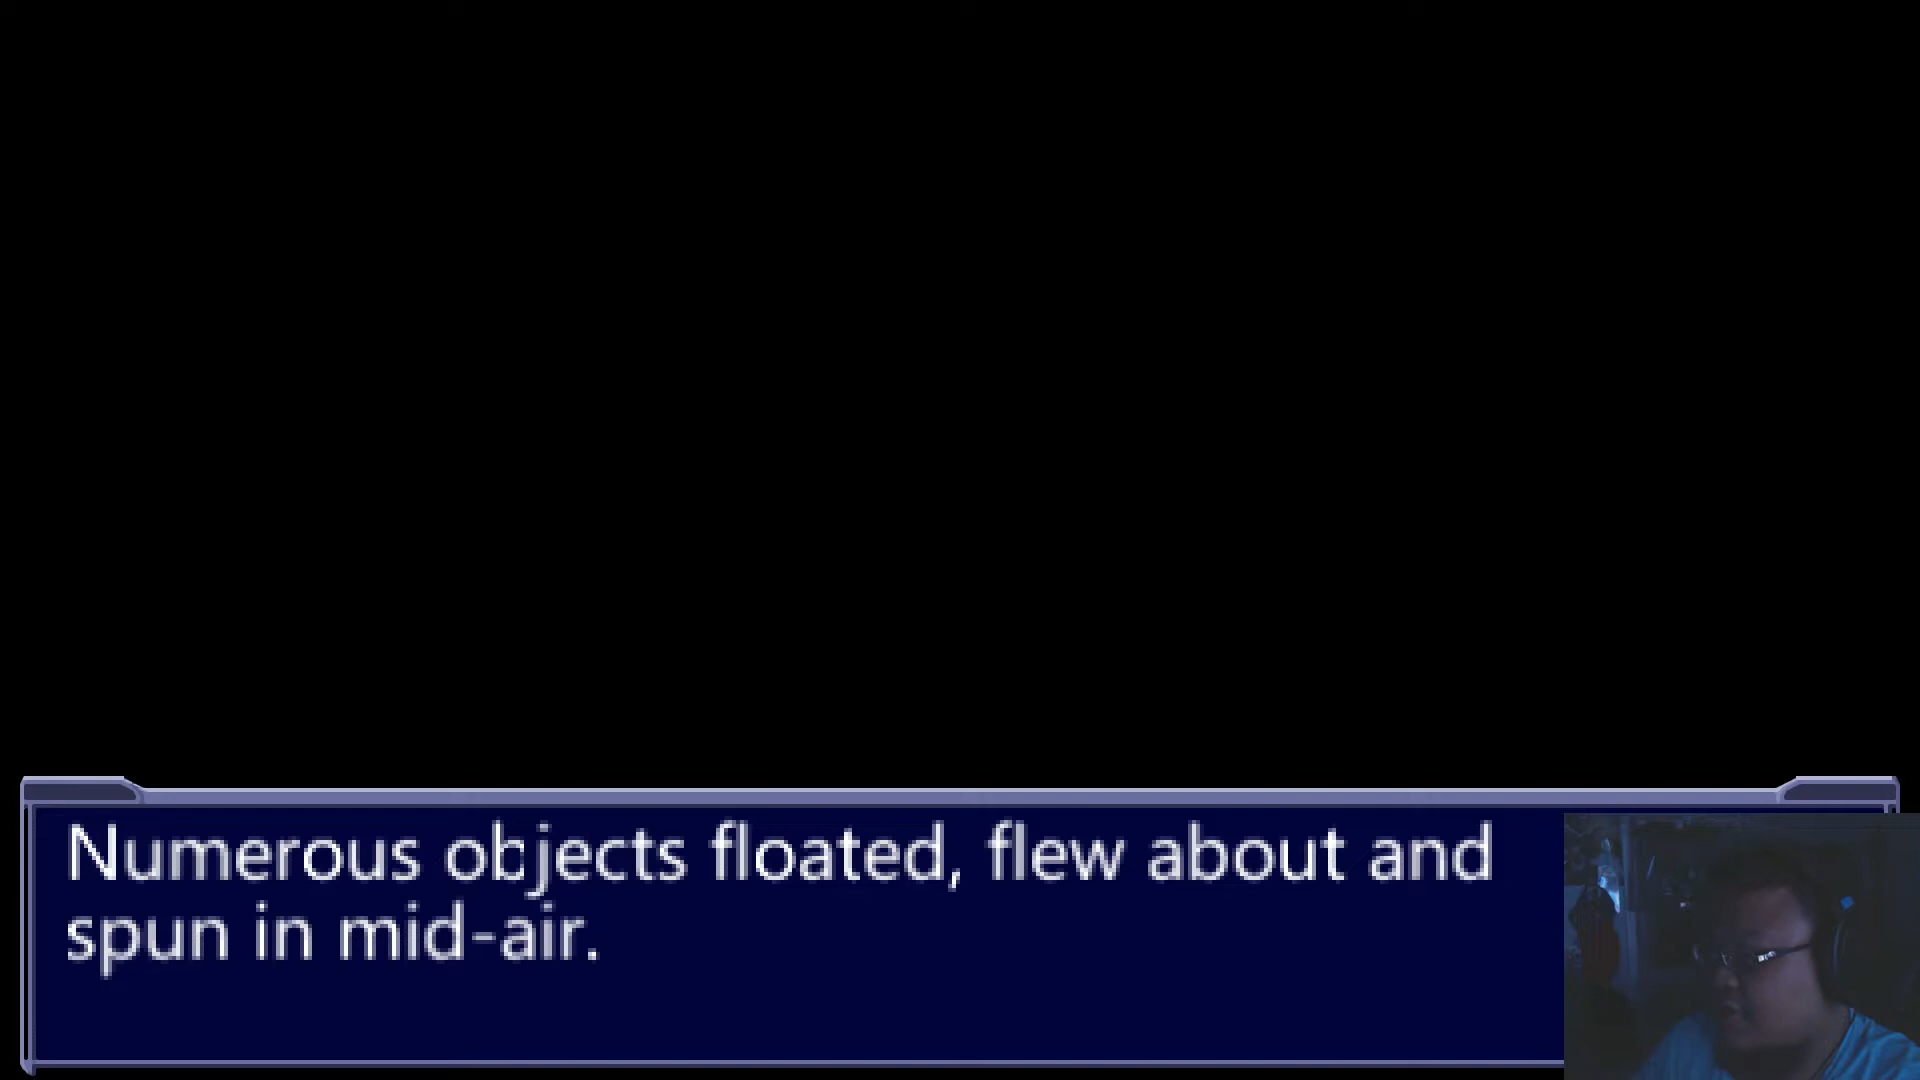 Numerous objects floated, flew about and
spun in mid-air.